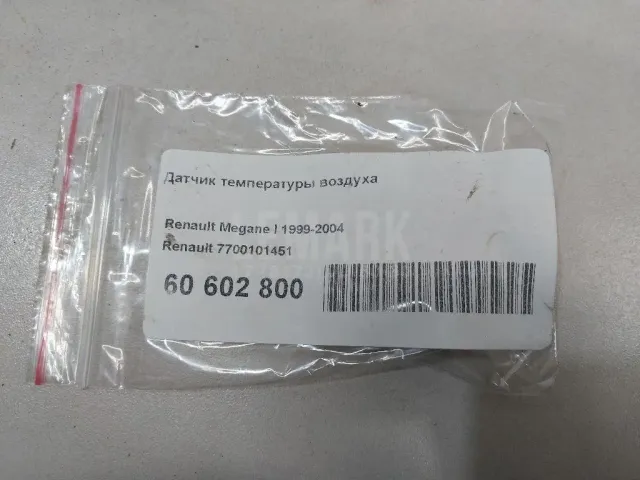 Датчик температуры воздуха
Renault Megane I 1999-2004
Renault 7700101451
60 602 800